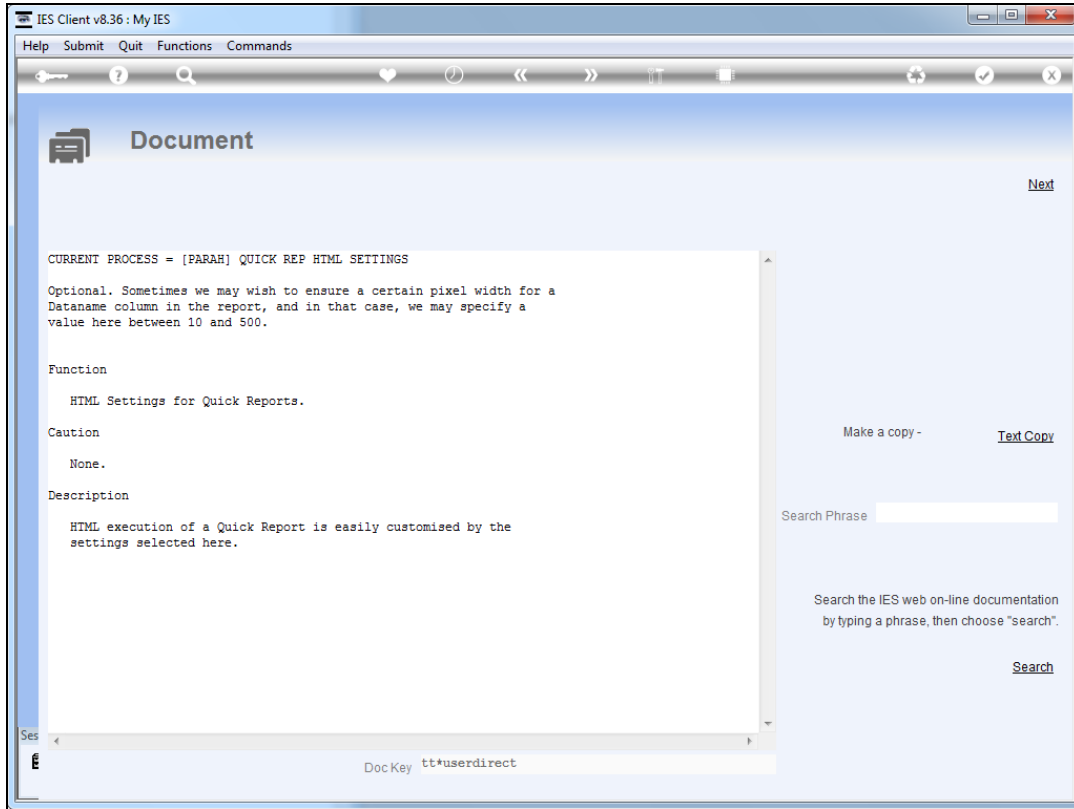 IES Client v8.36 : My IES
Help Submit Quit Functions Commands
Document
Next
CURRENT PROCESS = [PARAH] QUICK REP HTML SETTINGS
Optional. Sometimes we may wish to ensure a certain pixel width for a
Dataname column in the report, and in that case, we may specify a
value here between 10 and 500.
Function
HTML Settings for Quick Reports.
Caution
None.
Description
HTML execution of a Quick Report is easily customised by the
settings selected here.
Make a copy -
Text Copy
Search Phrase
Search the IES web on-line documentation
by typing a phrase, then choose "search".
Search
Ses
Doc Key tt*userdirect